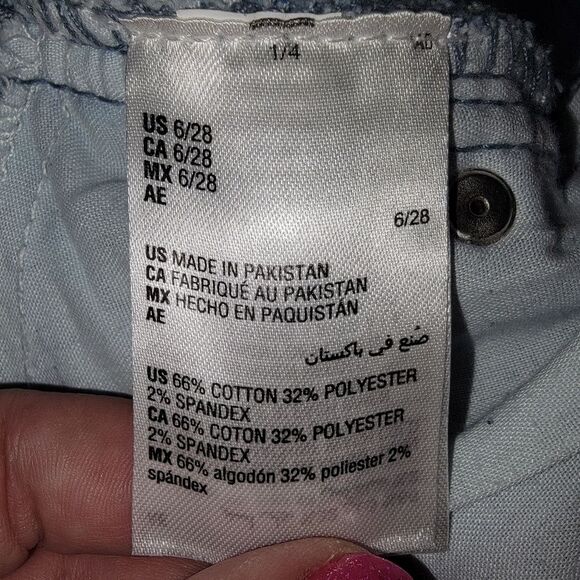 1/4
AD
US 6/28
CA 6/28
MX 6/28
AE
6/28
US MADE IN PAKISTAN
CA FABRIQUÉ AU PAKISTAN
MX HECHO EN PAQUISTÁN
AE
صُنع في باكستان
US 66% COTTON 32% POLYESTER
2% SPANDEX
CA 66% COTON 32% POLYESTER
2% SPANDEX
MX 66% algodón 32% poliester 2%
spándex